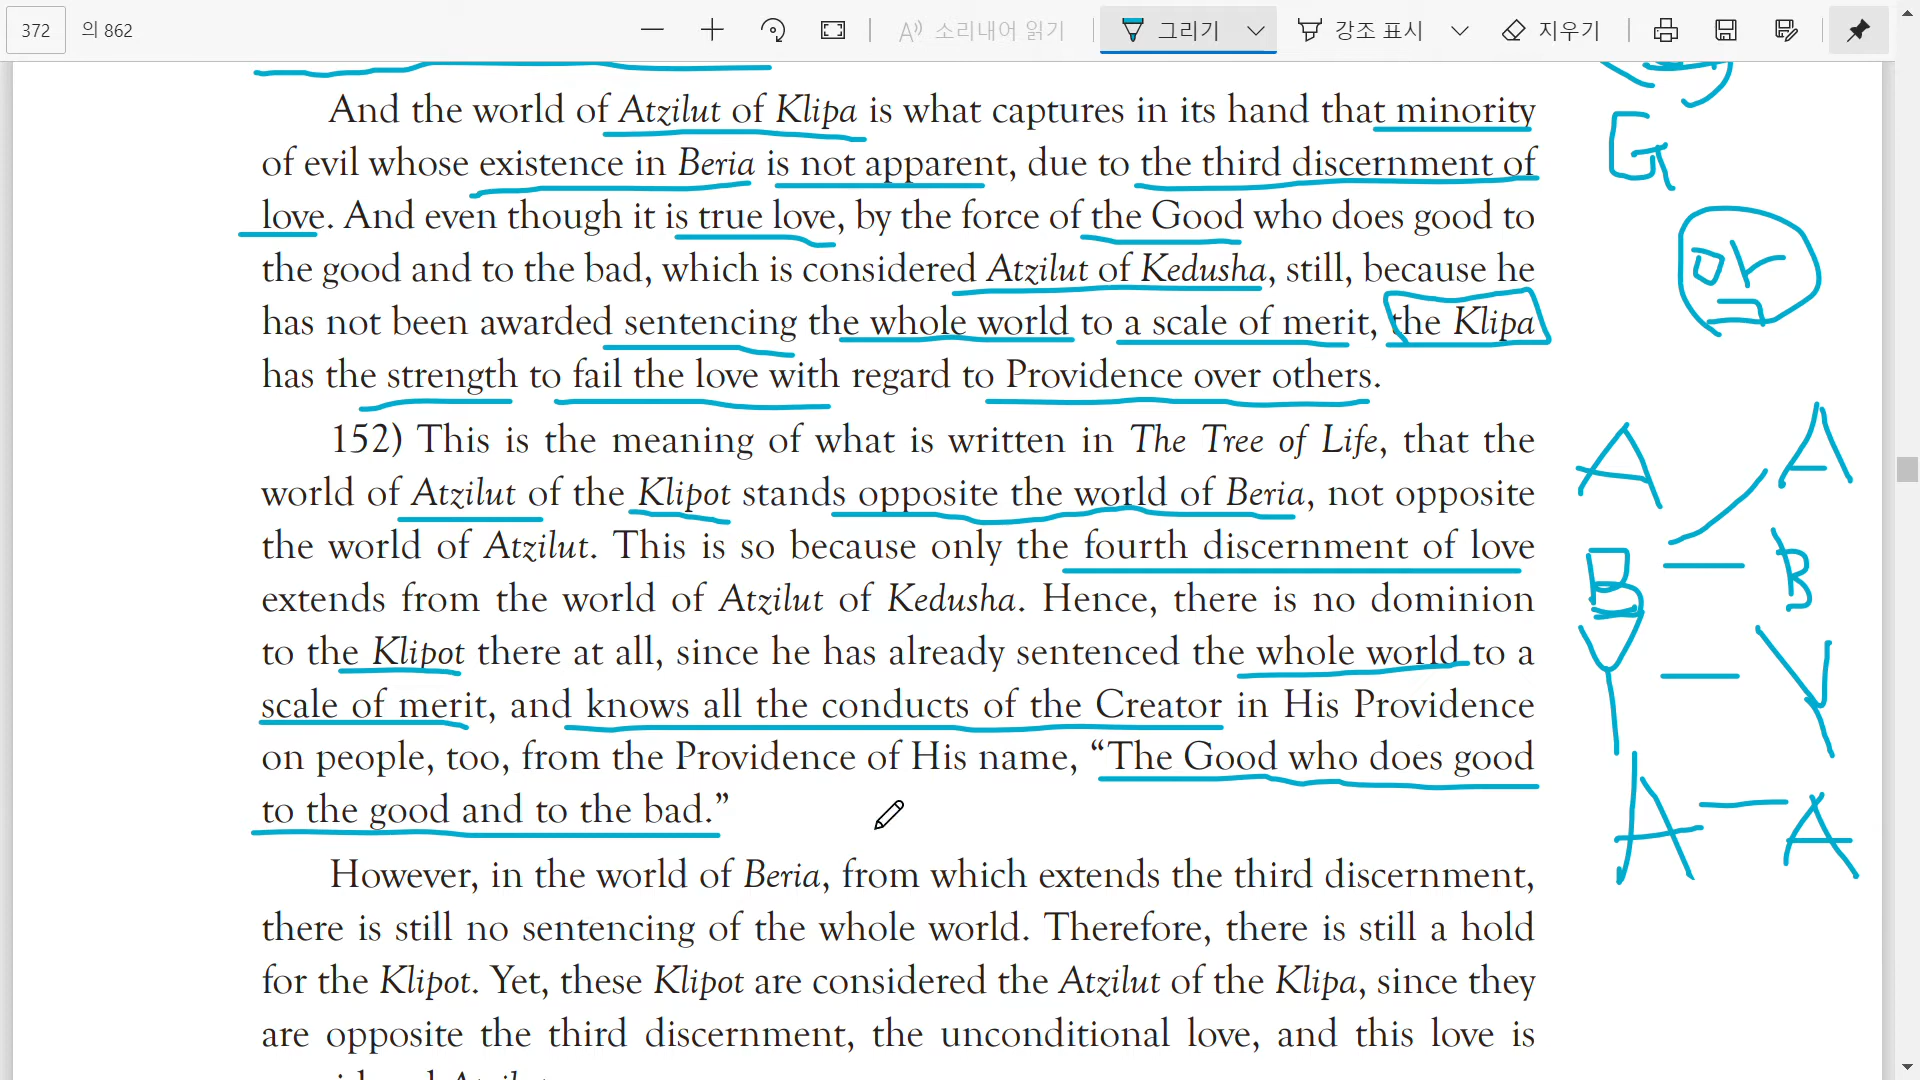 372 의 862 소리내어 읽기 그리기 강조 표시 지우기
And the world of Atzilut of Klipa is what captures in its hand that minority
of evil whose existence in Beria is not apparent, due to the third discernment of
love. And even though it is true love, by the force of the Good who does good to
the good and to the bad, which is considered Atzilut of Kedusha, still, because he
has not been awarded sentencing the whole world to a scale of merit, the Klipa
has the strength to fail the love with regard to Providence over others.
152) This is the meaning of what is written in The Tree of Life, that the
world of Atzilut of the Klipot stands opposite the world of Beria, not opposite
the world of Atzilut. This is so because only the fourth discernment of love
extends from the world of Atzilut of Kedusha. Hence, there is no dominion
to the Klipot there at all, since he has already sentenced the whole world to a
scale of merit, and knows all the conducts of the Creator in His Providence
on people, too, from the Providence of His name, “The Good who does good
to the good and to the bad.”
However, in the world of Beria, from which extends the third discernment,
there is still no sentencing of the whole world. Therefore, there is still a hold
for the Klipot. Yet, these Klipot are considered the Atzilut of the Klipa, since they
are opposite the third discernment, the unconditional love, and this love is
G
A A
B B
Y Y
A A